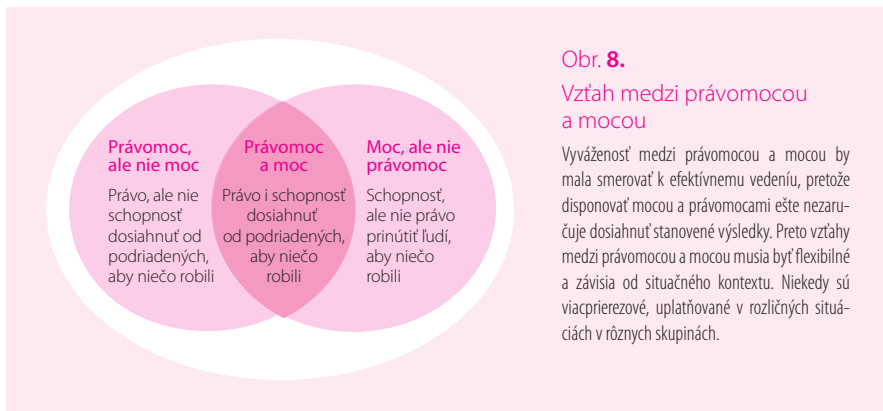 Právomoc,
ale nie moc
Právo, ale nie
schopnosť
dosiahnuť od
podriadených,
aby niečo robili
Právomoc
a moc
Právo i schopnosť
dosiahnuť
od podriadených,
aby niečo
robili
Moc, ale nie
právomoc
Schopnosť,
ale nie právo
prinútiť ľudí,
aby niečo
robili
Obr. 8.
Vzťah medzi právomocou
a mocou
Vyváženosť medzi právomocou a mocou by
mala smerovať k efektívnemu vedeniu, pretože
disponovať mocou a právomocami ešte nezaru-
čuje dosiahnuť stanovené výsledky. Preto vzťahy
medzi právomocou a mocou musia byť flexibilné
a závisia od situačného kontextu. Niekedy sú
viacprierezové, uplatňované v rozličných situá-
ciách v rôznych skupinách.